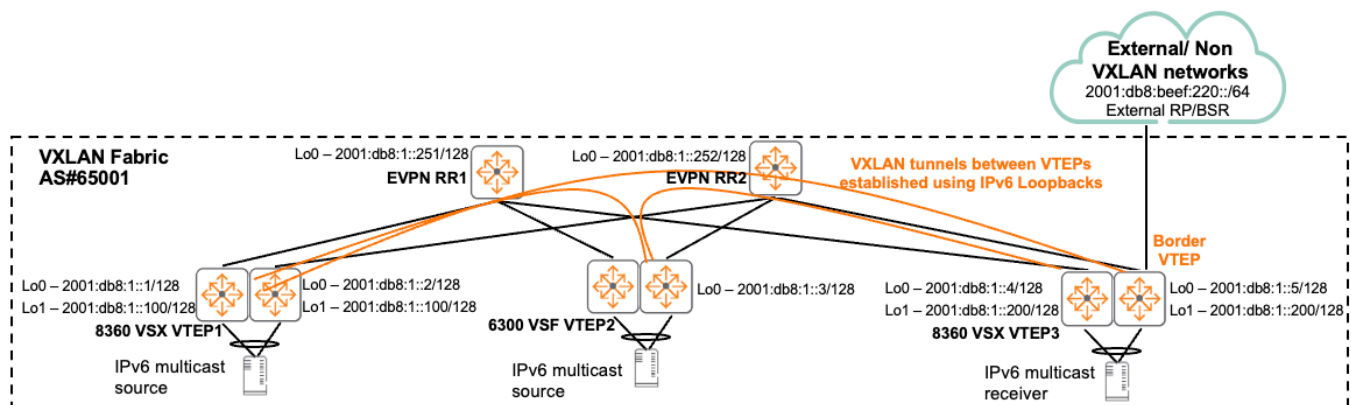 External/ Non
VXLAN networks
2001:db8:beef:220::/64
External RP/BSR
VXLAN Fabric
AS#65001
Lo0 – 2001:db8:1::251/128
EVPN RR1
Lo0 – 2001:db8:1::252/128
EVPN RR2
VXLAN tunnels between VTEPs
established using IPv6 Loopbacks
Border
VTEP
Lo0 – 2001:db8:1::1/128
Lo1 – 2001:db8:1::100/128
Lo0 – 2001:db8:1::2/128
Lo1 – 2001:db8:1::100/128
8360 VSX VTEP1
IPv6 multicast
source
Lo0 – 2001:db8:1::3/128
6300 VSF VTEP2
IPv6 multicast
source
Lo0 – 2001:db8:1::4/128
Lo1 – 2001:db8:1::200/128
Lo0 – 2001:db8:1::5/128
Lo1 – 2001:db8:1::200/128
8360 VSX VTEP3
IPv6 multicast
receiver